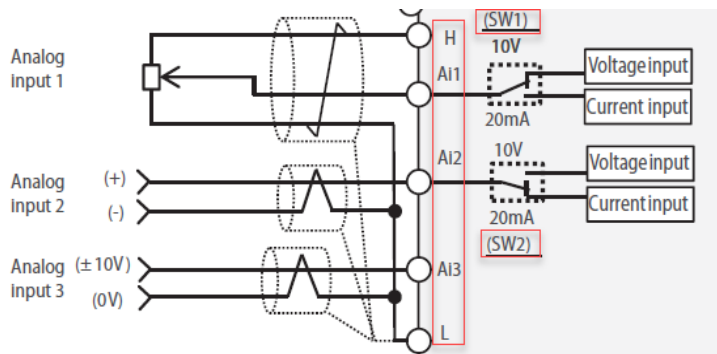 (SW1)
H
10V
Analog
input 1
Ai1
Voltage input
Current input
20mA
10V
Ai2
Voltage input
Analog
input 2
(+)
(-)
Current input
20mA
(SW2)
Analog
input 3
(±10V)
(0V)
Ai3
L